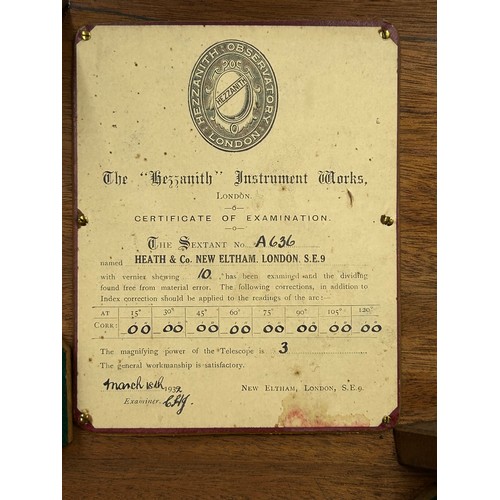 HEZZANITH OBSERVATORY
HEZZANITH
LONDON
The "Hezzanith" Instrument Works,
LONDON.
CERTIFICATE OF EXAMINATION.
THE SEXTANT No. A636
named HEATH & Co. NEW ELTHAM. LONDON. S.E.9
with vernier shewing 10 has been examined and the dividing
found free from material error. The following corrections, in addition to
Index correction should be applied to the readings of the arc:—
AT 15° 30° 45° 60° 75° 90° 105° 120°
CORR: 00 00 00 00 00 00 00 00
The magnifying power of the Telescope is 3
The general workmanship is satisfactory.
March 18th 1932 NEW ELTHAM, LONDON, S.E.9.
Examiner.